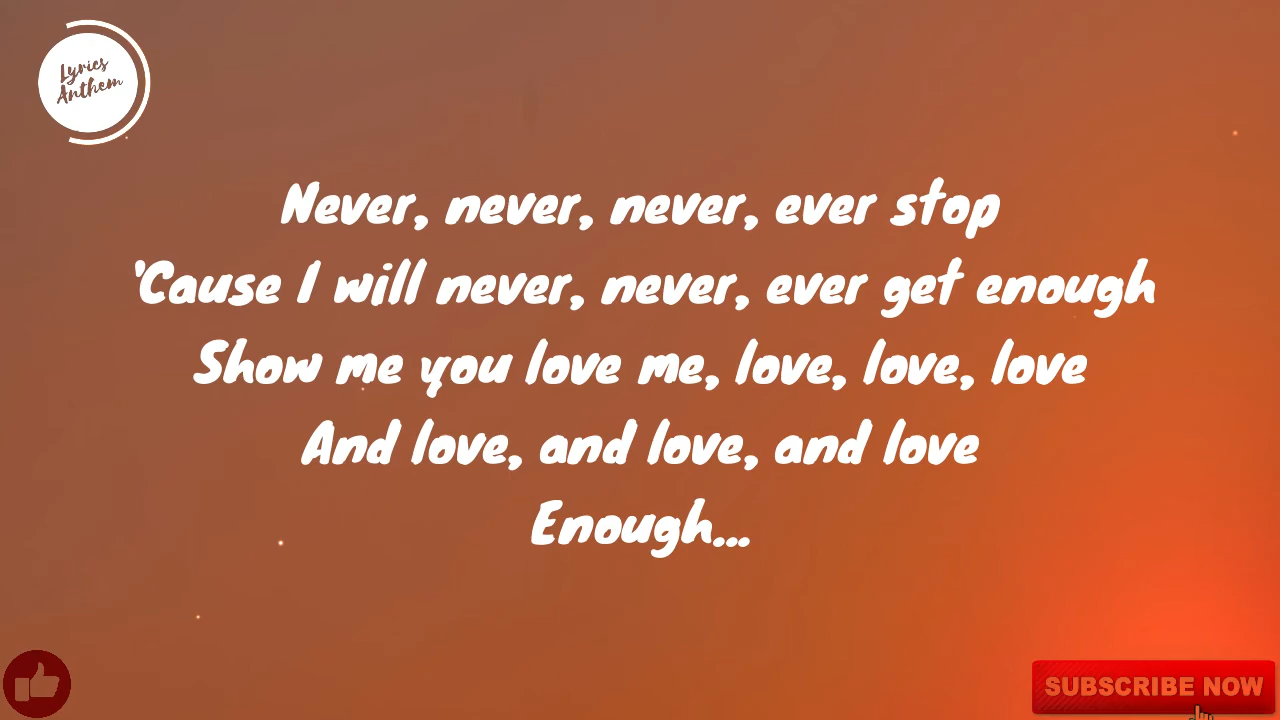 Lyrics
Anthem
Never, never, never, ever stop
'Cause I will never, never, ever get enough
Show me you love me, love, love, love
And love, and love, and love
Enough...
SUBSCRIBE NOW